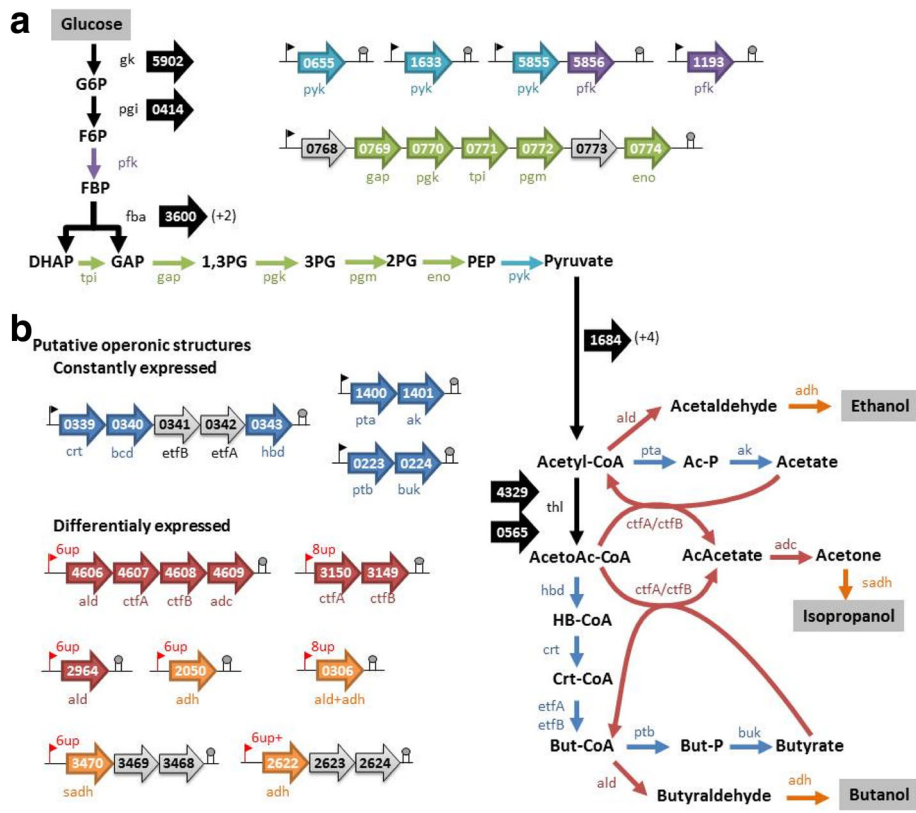 a
Glucose
gk 5902
G6P
pgi 0414
F6P
pfk
FBP
fba 3600 (+2)
0655 1633 5855 5856 1193
pyk pyk pyk pfk pfk
0768 0769 0770 0771 0772 0773 0774
gap pgk tpi pgm eno
DHAP GAP 1,3PG 3PG 2PG PEP Pyruvate
tpi gap pgk pgm eno pyk
1684 (+4)
b
Putative operonic structures
Constantly expressed
0339 0340 0341 0342 0343
crt bcd etfB etfA hbd
1400 1401
pta ak
0223 0224
ptb buk
Differentialy expressed
6up
4606 4607 4608 4609
ald ctfA ctfB adc
8up
3150 3149
ctfA ctfB
6up
2964
ald
6up
2050
adh
8up
0306
ald+adh
6up
3470 3469 3468
sadh
6up+
2622 2623 2624
adh
ald Acetaldehyde adh Ethanol
Acetyl-CoA pta Ac-P ak Acetate
4329
thl
0565
ctfA/ctfB
AcetoAc-CoA AcAcetate adc Acetone
hbd ctfA/ctfB sadh
HB-CoA Isopropanol
crt
Crt-CoA
etfA
etfB
But-CoA ptb But-P buk Butyrate
ald Butyraldehyde adh Butanol